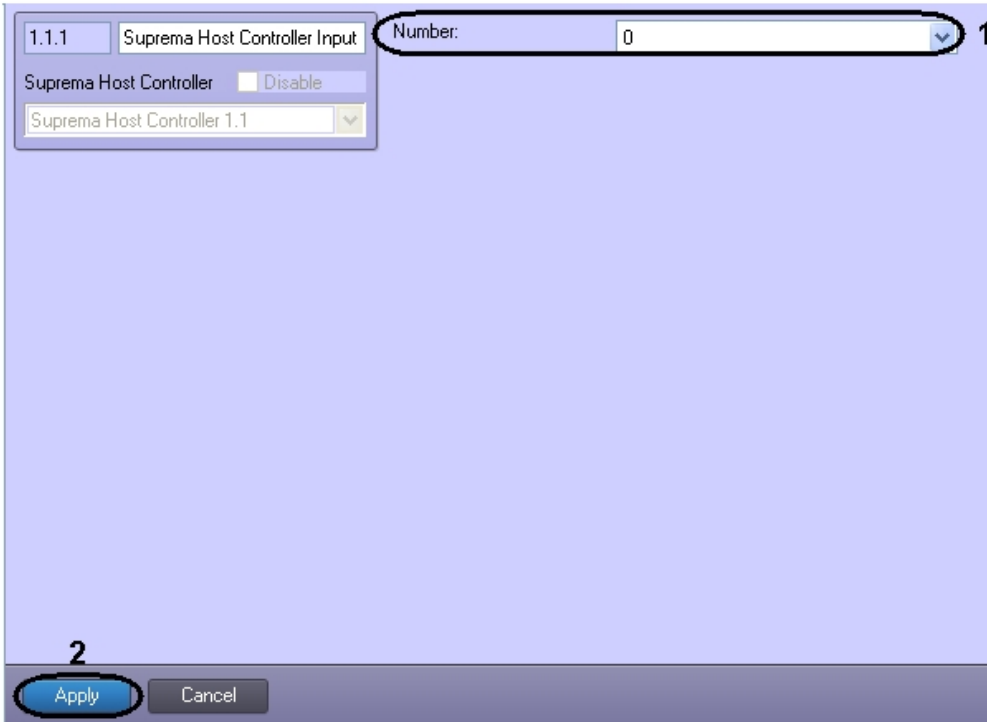 1.1.1 Suprema Host Controller Input
Number: 0 1
Suprema Host Controller Disable
Suprema Host Controller 1.1
2
Apply Cancel